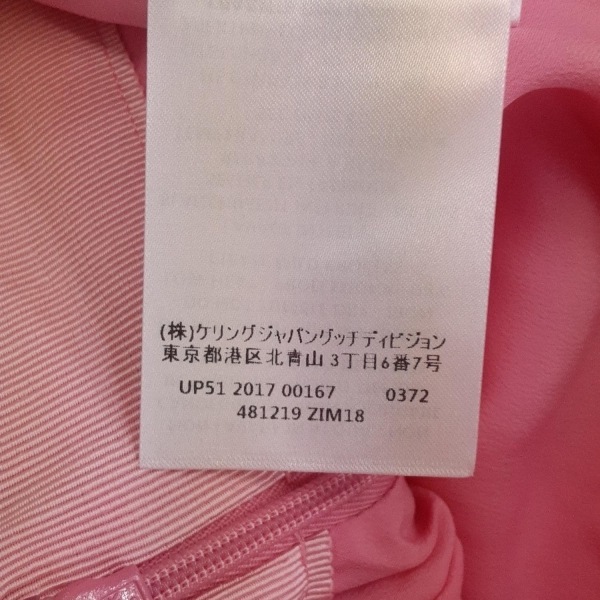 (株)ケリングジャパングッチディビジョン
東京都港区北青山 3丁目6番7号
UP51 2017 00167 0372
481219 ZIM18